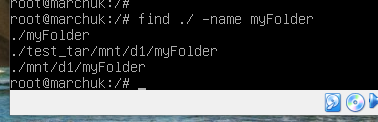 root@marchuk:/#
root@marchuk:/# find ./ -name myFolder
./myFolder
./test_tar/mnt/d1/myFolder
./mnt/d1/myFolder
root@marchuk:/# _